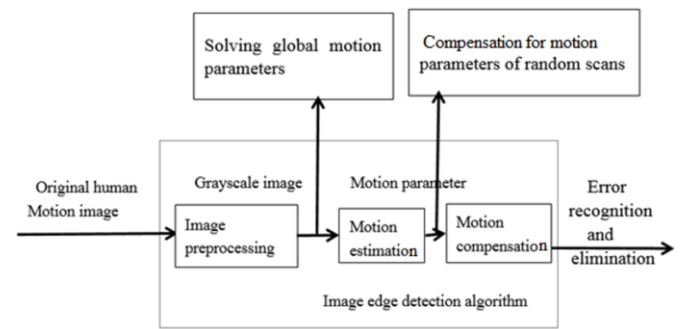 Solving global motion
parameters
Compensation for motion
parameters of random scans
Original human
Motion image
Grayscale image
Motion parameter
Error
recognition
and
elimination
Image
preprocessing
Motion
estimation
Motion
compensation
Image edge detection algorithm